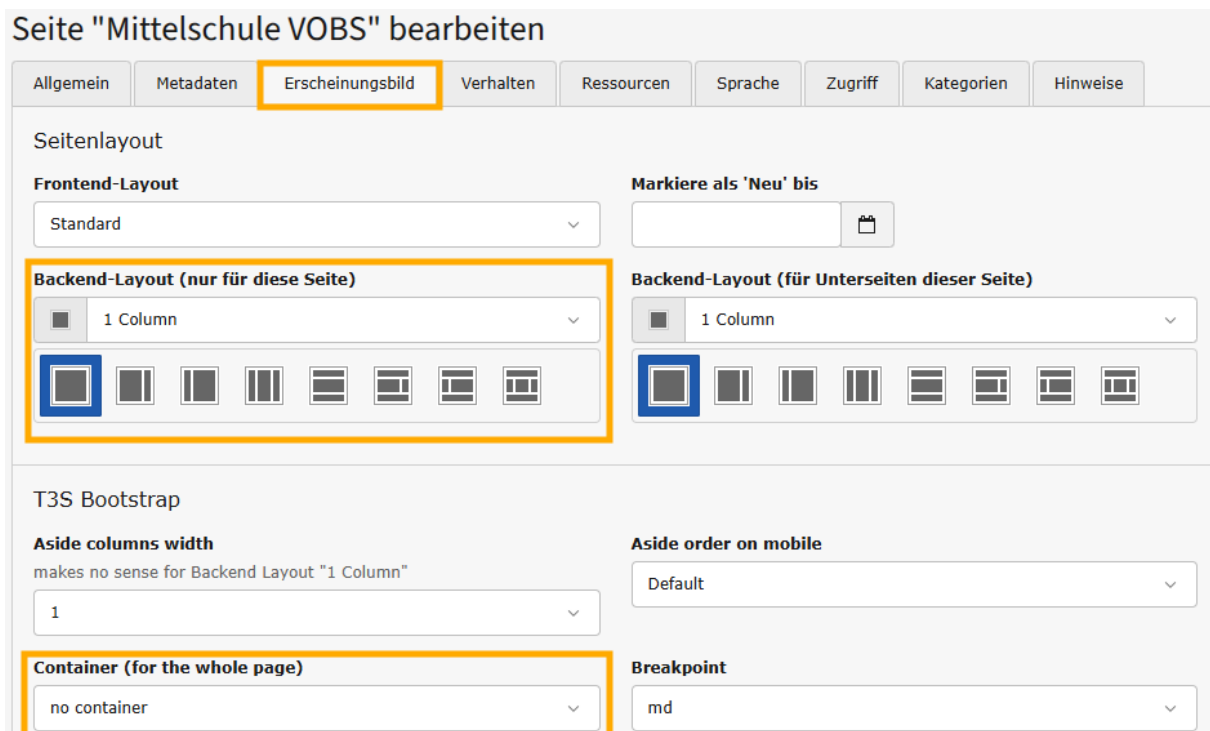 Seite "Mittelschule VOBS" bearbeiten
Allgemein Metadaten Erscheinungsbild Verhalten Ressourcen Sprache Zugriff Kategorien Hinweise
Seitenlayout
Frontend-Layout Markiere als 'Neu' bis
Standard
Backend-Layout (nur für diese Seite) Backend-Layout (für Unterseiten dieser Seite)
1 Column 1 Column
T3S Bootstrap
Aside columns width Aside order on mobile
makes no sense for Backend Layout "1 Column"
Default
1
Container (for the whole page) Breakpoint
no container md